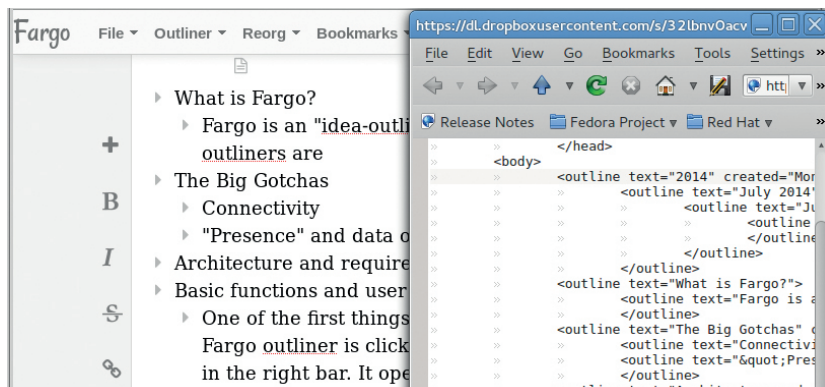 Fargo File Outliner Reorg Bookmarks
What is Fargo?
Fargo is an "idea-outli
outliners are
The Big Gotchas
Connectivity
"Presence" and data o
Architecture and require
Basic functions and user
One of the first things
Fargo outliner is click
in the right bar. It ope
B
I
S
https://dl.dropboxusercontent.com/s/32lbnvOacv
File Edit View Go Bookmarks Tools Settings »
htt »
Release Notes Fedora Project Red Hat »
</head>
<body>
<outline text="2014" created="Mon
<outline text="July 2014"
<outline text="Ju
<outline
</outline
</outline>
</outline>
<outline text="What is Fargo?">
<outline text="Fargo is a
</outline>
<outline text="The Big Gotchas" c
<outline text="Connectivi
<outline text="&quot;Pres
</outline>